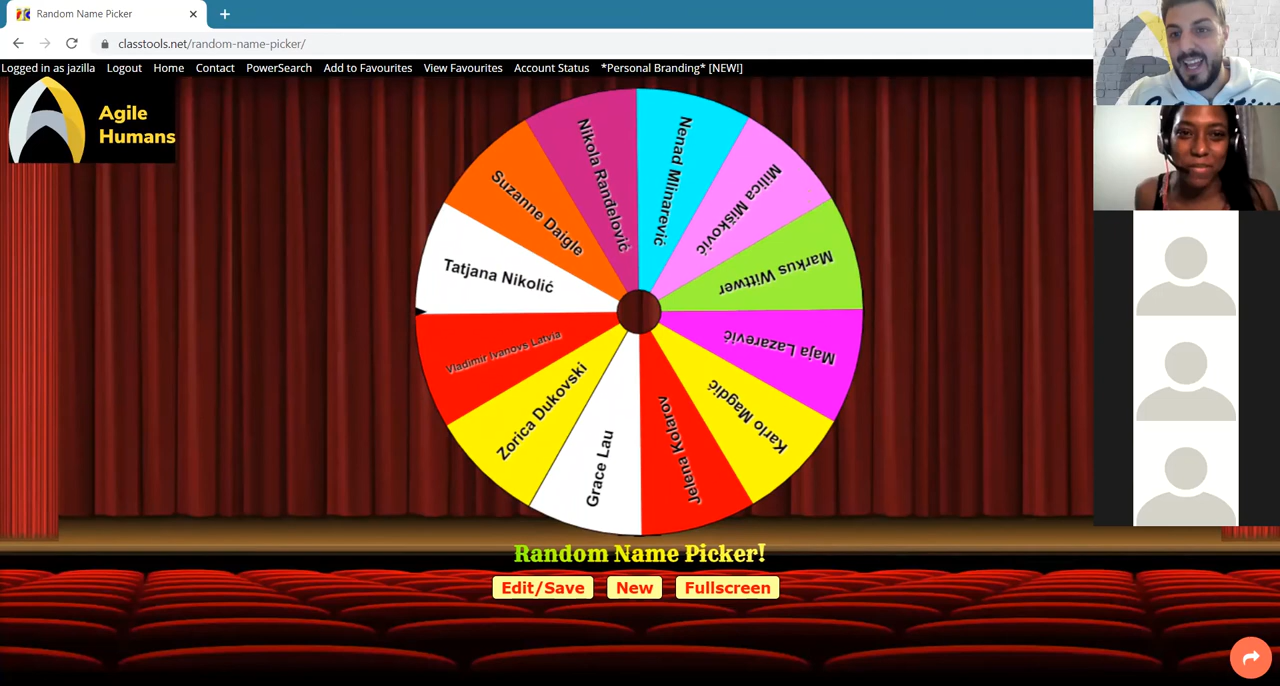 Random Name Picker
classtools.net/random-name-picker/
Logged in as jazilla Logout Home Contact PowerSearch Add to Favourites View Favourites Account Status *Personal Branding* [NEW!]
Agile
Humans
Nikola Ranđelović
Nenad Mlinarević
Milica Mišković
Markus Wittwer
Maja Lazarević
Karlo Magdić
Jelena Kolarov
Grace Lau
Zorica Dukovski
Vladimir Ivanovs Latvia
Tatjana Nikolić
Suzanne Daigle
Random Name Picker!
Edit/Save New Fullscreen